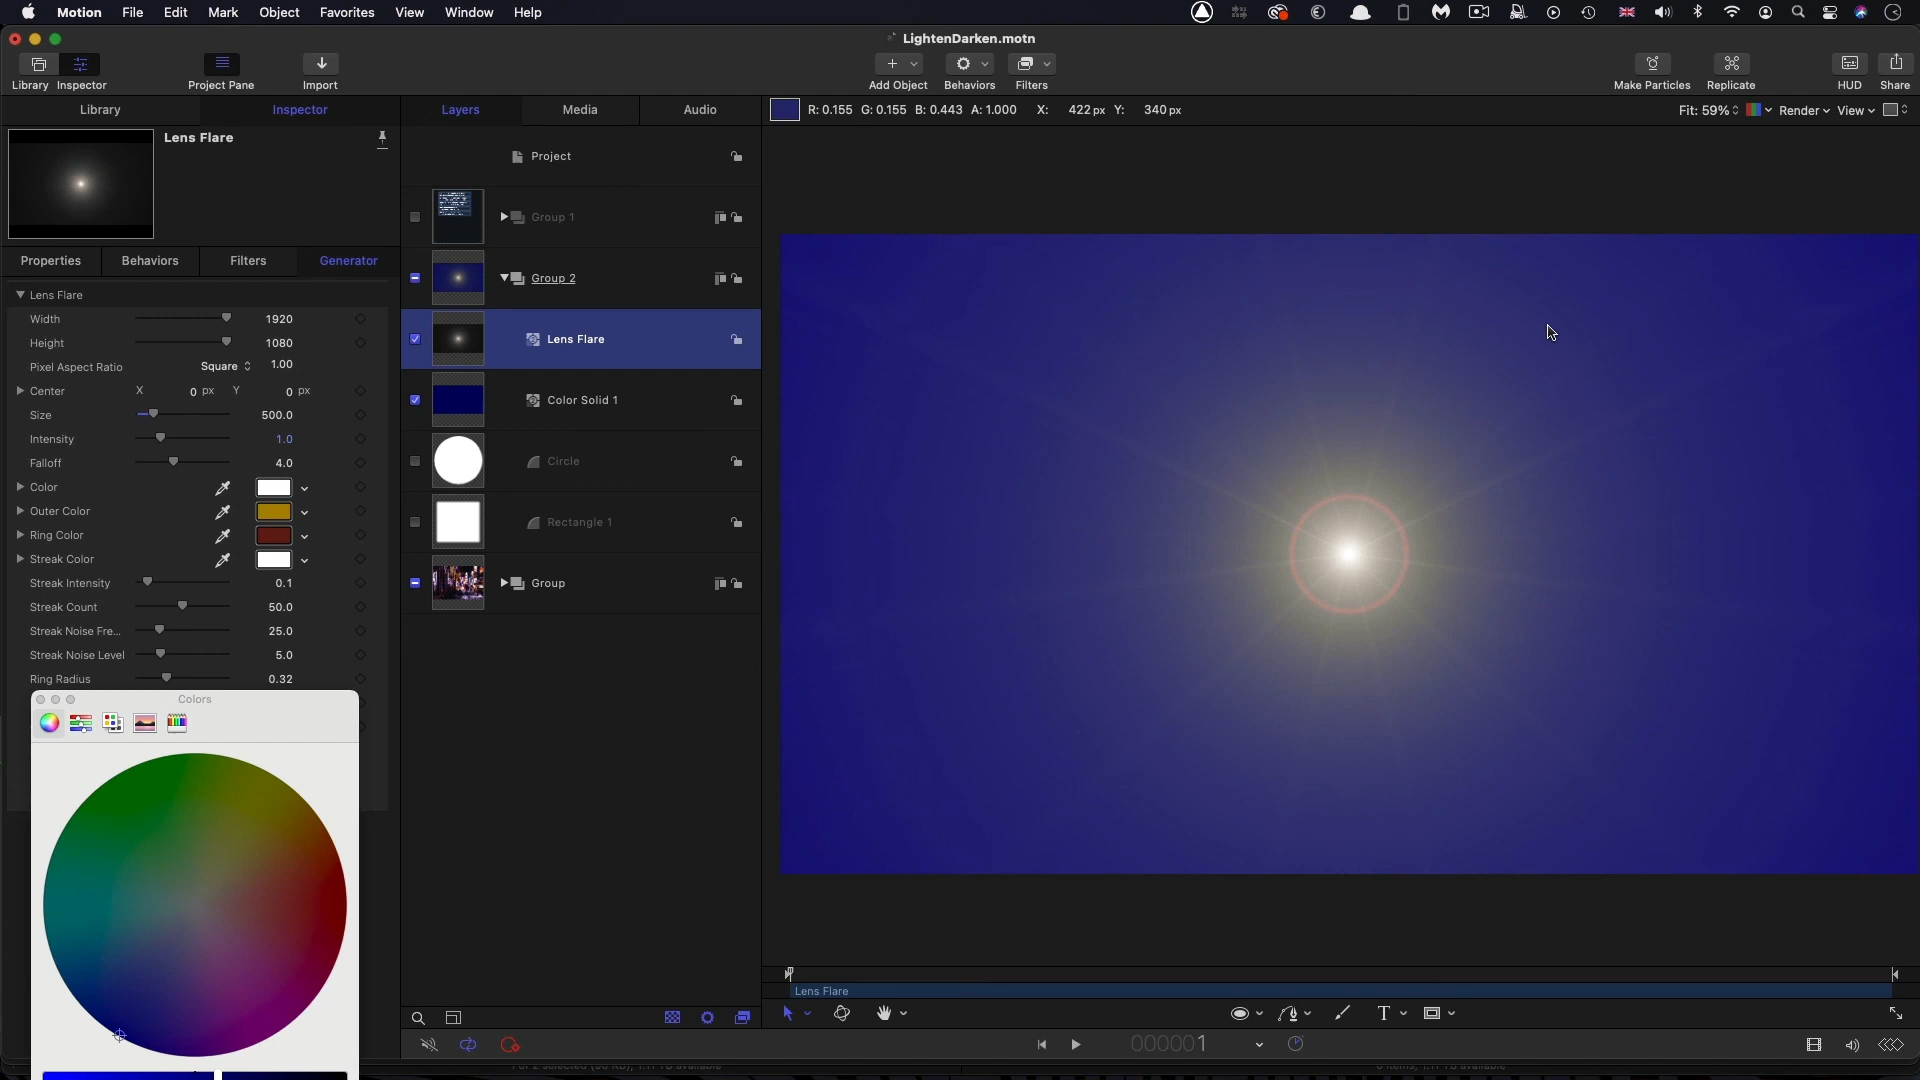 Motion File Edit Mark Object Favorites View Window Help
LightenDarken.motn
Library Inspector Project Pane Import Add Object Behaviors Filters Make Particles Replicate HUD Share
Library Inspector Layers Media Audio R: 0.155 G: 0.155 B: 0.443 A: 1.000 X: 422 px Y: 340 px Fit: 59% Render View
Lens Flare
Properties Behaviors Filters Generator
Lens Flare
Width 1920
Height 1080
Pixel Aspect Ratio Square 1.00
Center X 0 px Y 0 px
Size 500.0
Intensity 1.0
Falloff 4.0
Color
Outer Color
Ring Color
Streak Color
Streak Intensity 0.1
Streak Count 50.0
Streak Noise Fre...  25.0
Streak Noise Level 5.0
Ring Radius 0.32
Colors
Project
Group 1
Group 2
Lens Flare
Color Solid 1
Circle
Rectangle 1
Group
Lens Flare
T
000001